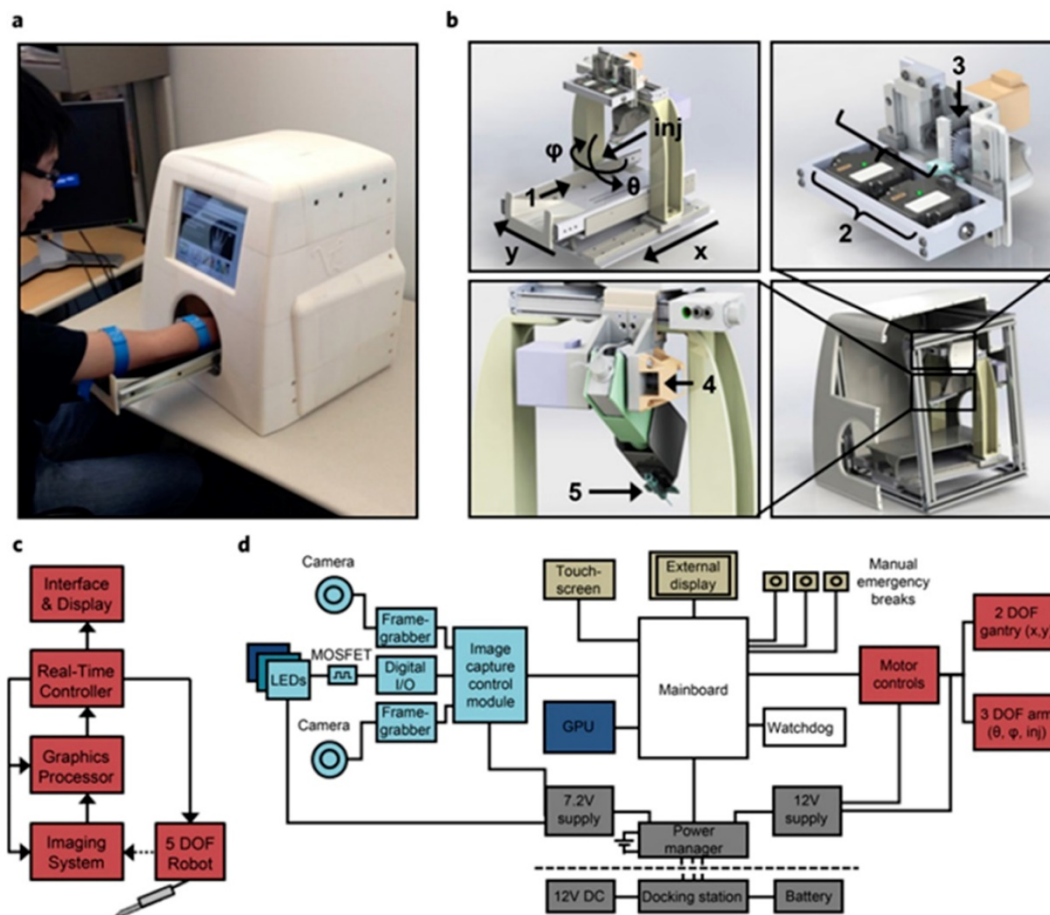 a
b
inj
φ
1
θ
y
x
3
2
4
5
c
Interface
& Display
Real-Time
Controller
Graphics
Processor
Imaging
System
5 DOF
Robot
d
Camera
Frame-
grabber
MOSFET
LEDs
Digital
I/O
Image
capture
control
module
Camera
Frame-
grabber
Touch-
screen
External
display
Manual
emergency
breaks
Mainboard
GPU
Watchdog
Motor
controls
2 DOF
gantry (x,y)
3 DOF arm
(θ, φ, inj)
7.2V
supply
12V
supply
Power
manager
12V DC
Docking station
Battery